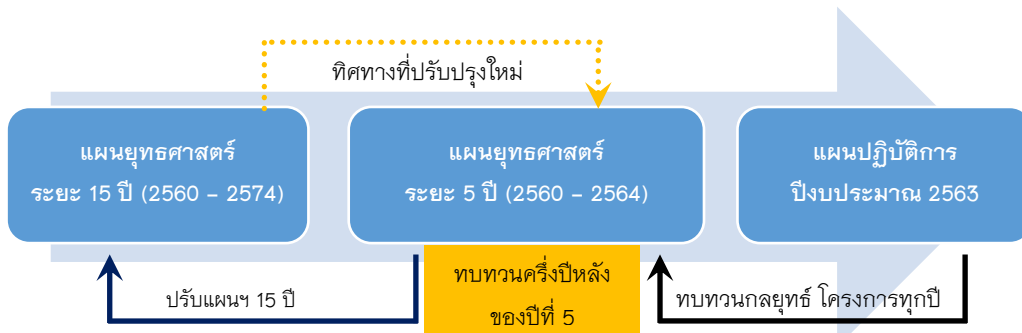 ทิศทางที่ปรับปรุงใหม่
แผนยุทธศาสตร์
ระยะ 15 ปี (2560 – 2574)
แผนยุทธศาสตร์
ระยะ 5 ปี (2560 – 2564)
แผนปฏิบัติการ
ปีงบประมาณ 2563
ปรับแผนฯ 15 ปี
ทบทวนครึ่งปีหลัง
ของปีที่ 5
ทบทวนกลยุทธ์ โครงการทุกปี